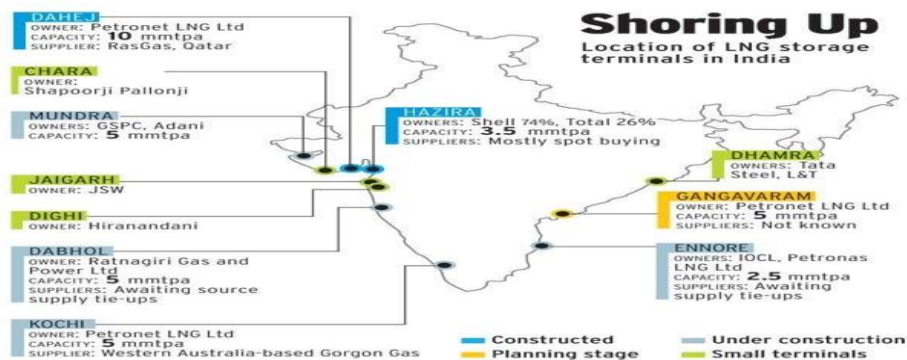 Shoring Up
Location of LNG storage
terminals in India
DAHEJ
OWNER: Petronet LNG Ltd
CAPACITY: 10 mmtpa
SUPPLIER: RasGas, Qatar
CHARA
OWNER:
Shapoorji Pallonji
MUNDRA
OWNERS: GSPC, Adani
CAPACITY: 5 mmtpa
HAZIRA
OWNERS: Shell 74%, Total 26%
CAPACITY: 3.5 mmtpa
SUPPLIERS: Mostly spot buying
JAIGARH
OWNER: JSW
DIGHI
OWNER: Hiranandani
DABHOL
OWNER: Ratnagiri Gas and
Power Ltd
CAPACITY: 5 mmtpa
SUPPLIERS: Awaiting source
supply tie-ups
KOCHI
OWNER: Petronet LNG Ltd
CAPACITY: 5 mmtpa
SUPPLIER: Western Australia-based Gorgon Gas
DHAMRA
OWNERS: Tata
Steel, L&T
GANGAVARAM
OWNER: Petronet LNG Ltd
CAPACITY: 5 mmtpa
SUPPLIERS: Not known
ENNORE
OWNERS: IOCL, Petronas
LNG Ltd
CAPACITY: 2.5 mmtpa
SUPPLIERS: Awaiting
supply tie-ups
Constructed
Under construction
Planning stage
Small terminals